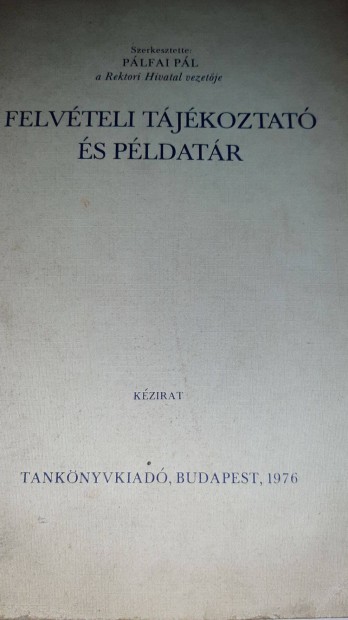 Szerkesztette:
PÁLFAI PÁL
a Rektori Hivatal vezetője
FELVÉTELI TÁJÉKOZTATÓ
ÉS PÉLDATÁR
KÉZIRAT
TANKÖNYVKIADÓ, BUDAPEST, 1976